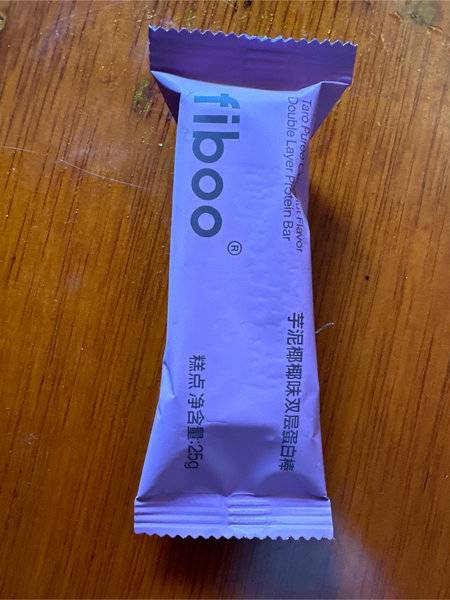 fiboo
®
Taro Puree Flavor
Double Layer Protein Bar
芋泥椰椰味双层蛋白棒
糕点 净含量:25g